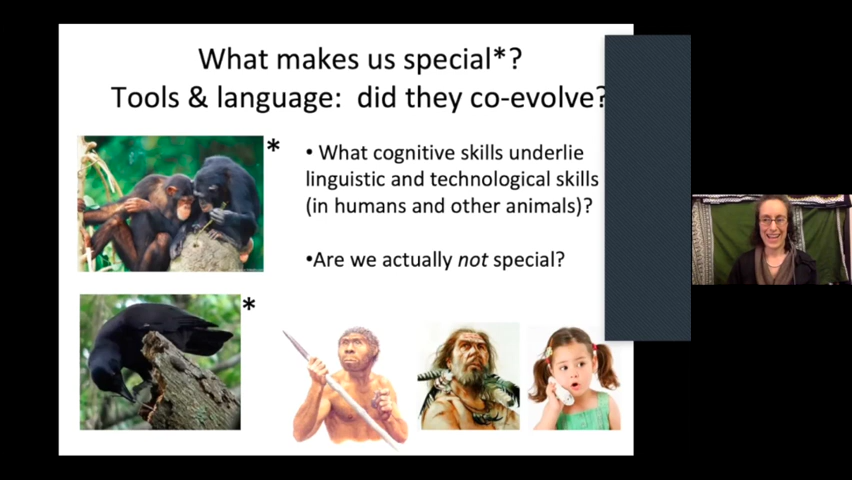 What makes us special*?
Tools & language: did they co-evolve?
*
• What cognitive skills underlie
linguistic and technological skills
(in humans and other animals)?
•Are we actually not special?
*